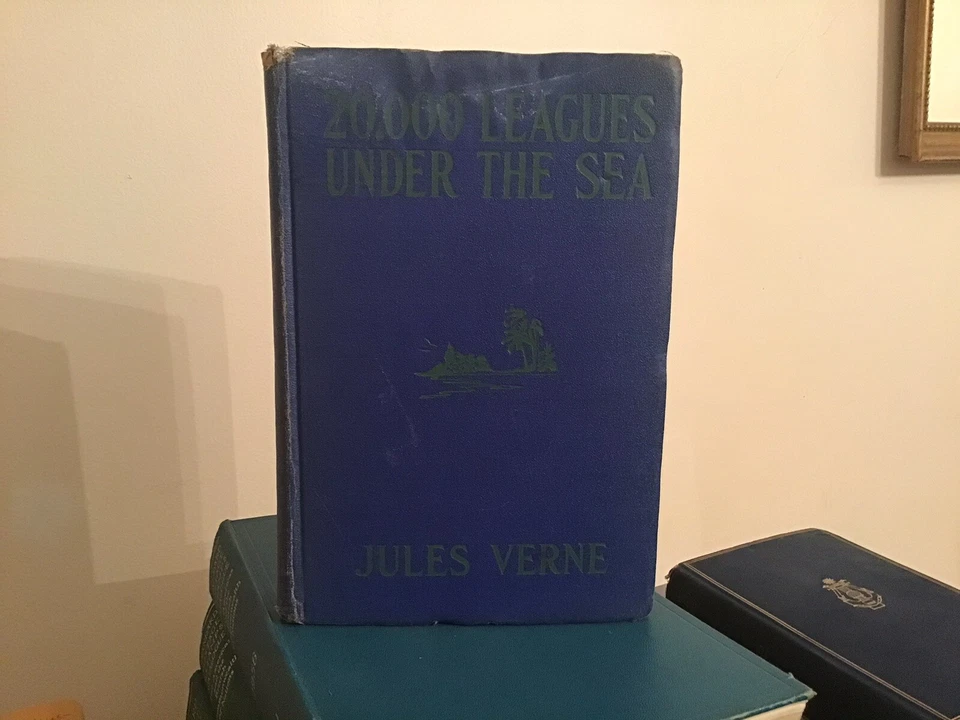 20,000 LEAGUES
UNDER THE SEA
JULES VERNE